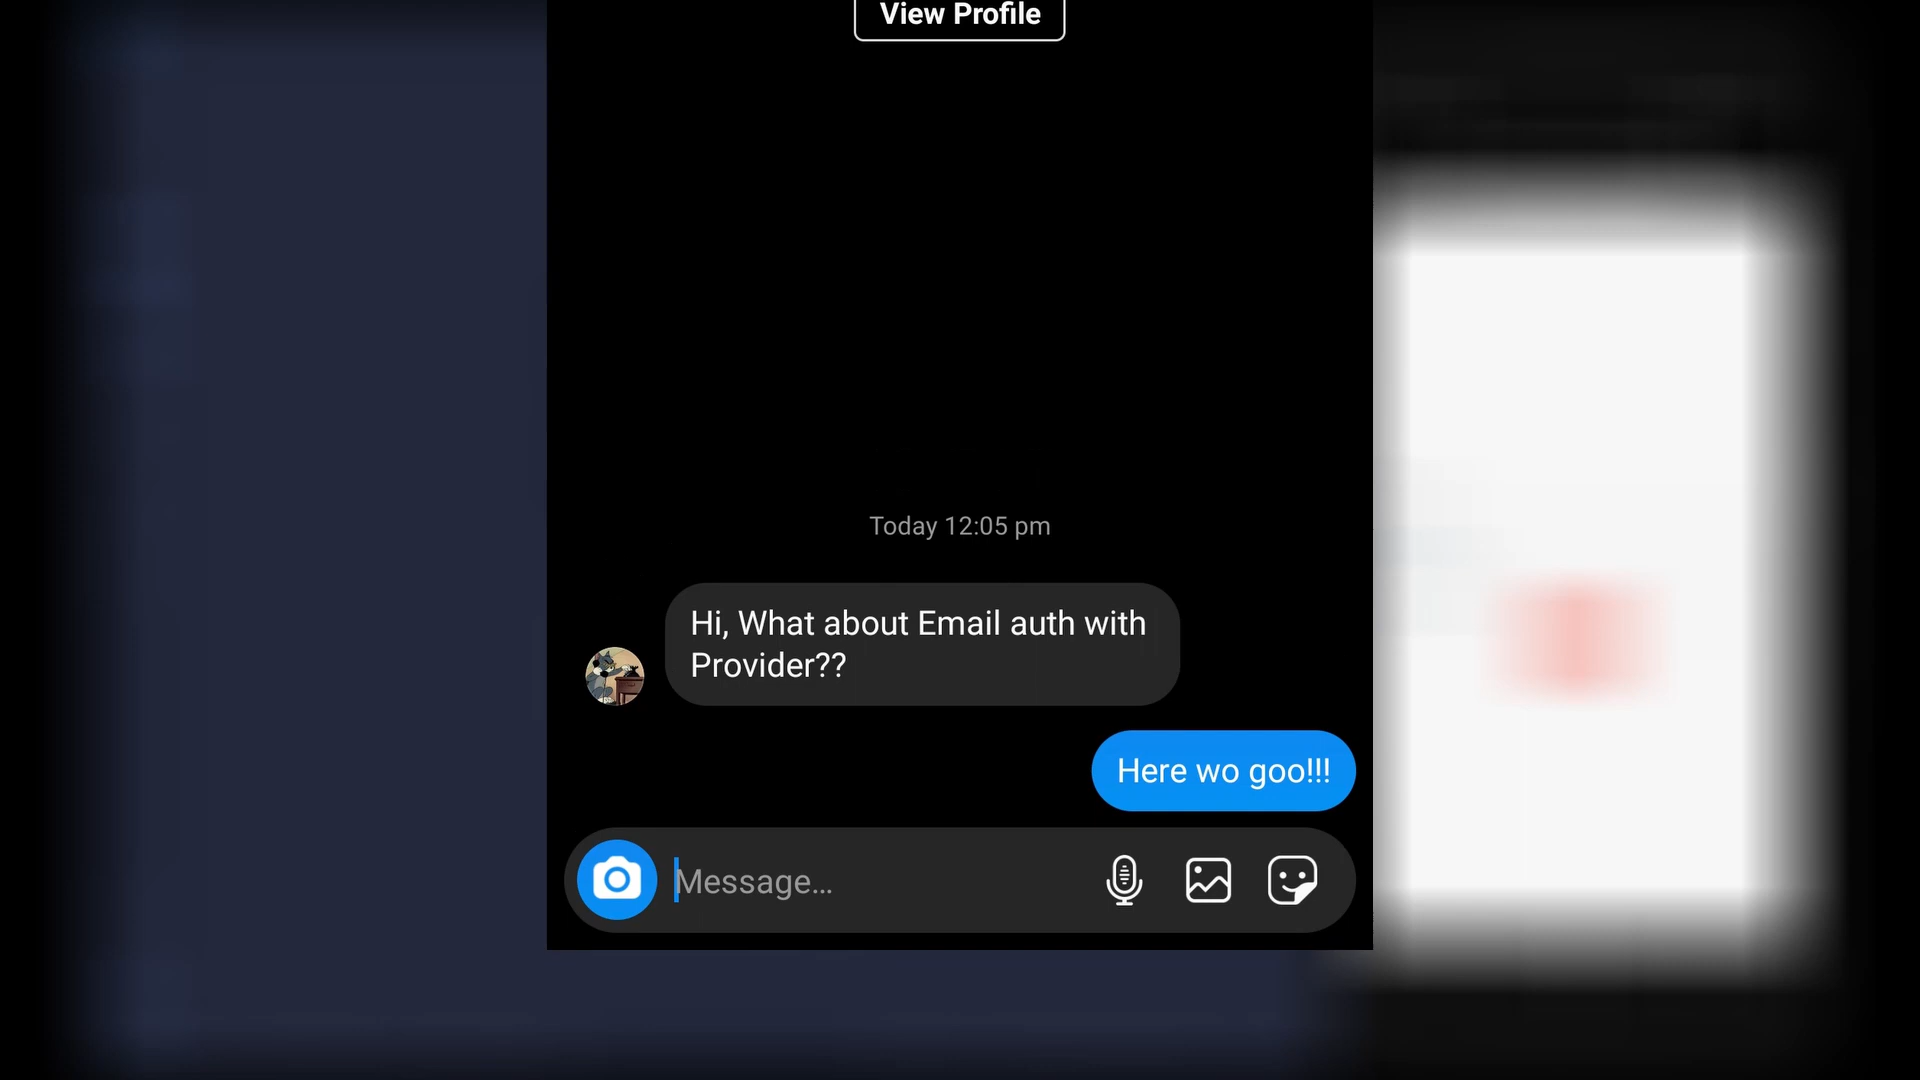 View Profile
Today 12:05 pm
Hi, What about Email auth with
Provider??
Here wo goo!!!
Message...